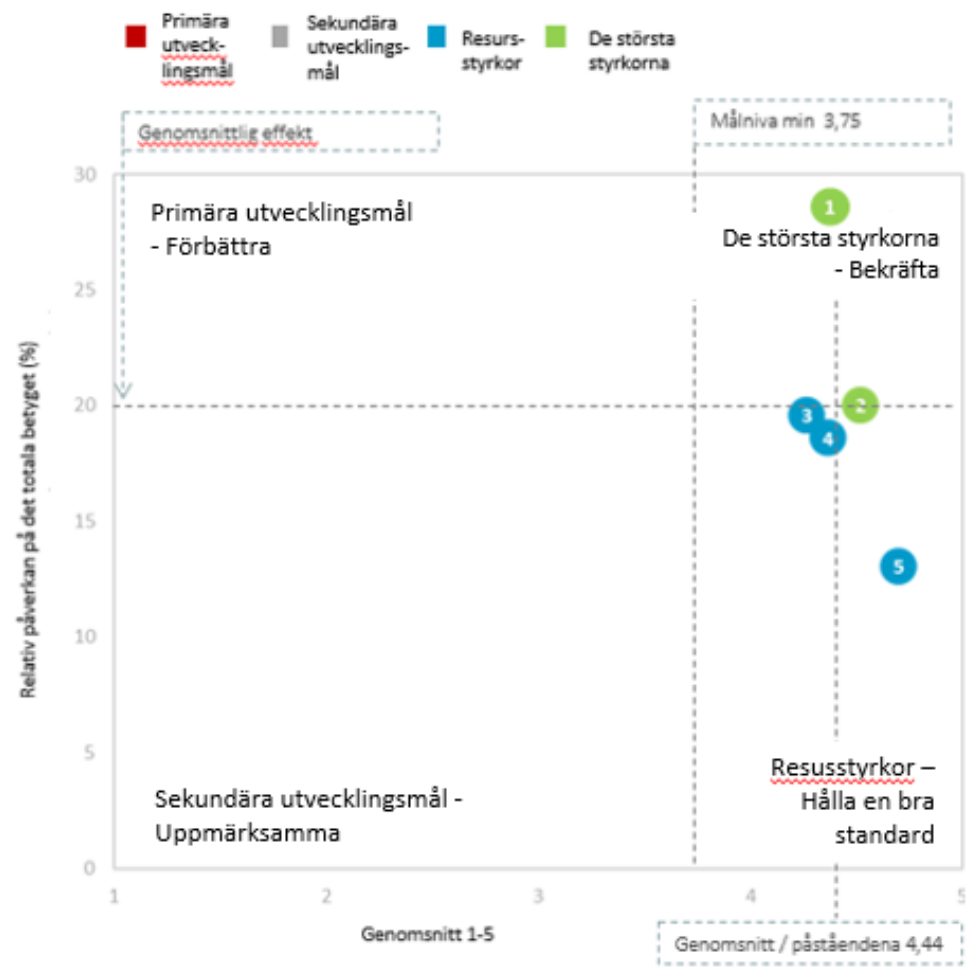 Primära
utveck-
lingsmål
Sekundära
utvecklings-
mål
Resurs-
styrkor
De största
styrkorna
Genomsnittlig effekt
Målniva min 3,75
30
25
20
15
10
5
0
Relativ påverkan på det totala betyget (%)
Primära utvecklingsmål
- Förbättra
1
De största styrkorna
- Bekräfta
2
3
4
5
Sekundära utvecklingsmål -
Uppmärksamma
Resusstyrkor –
Hålla en bra
standard
1
2
3
4
5
Genomsnitt 1-5
Genomsnitt / påståendena 4,44